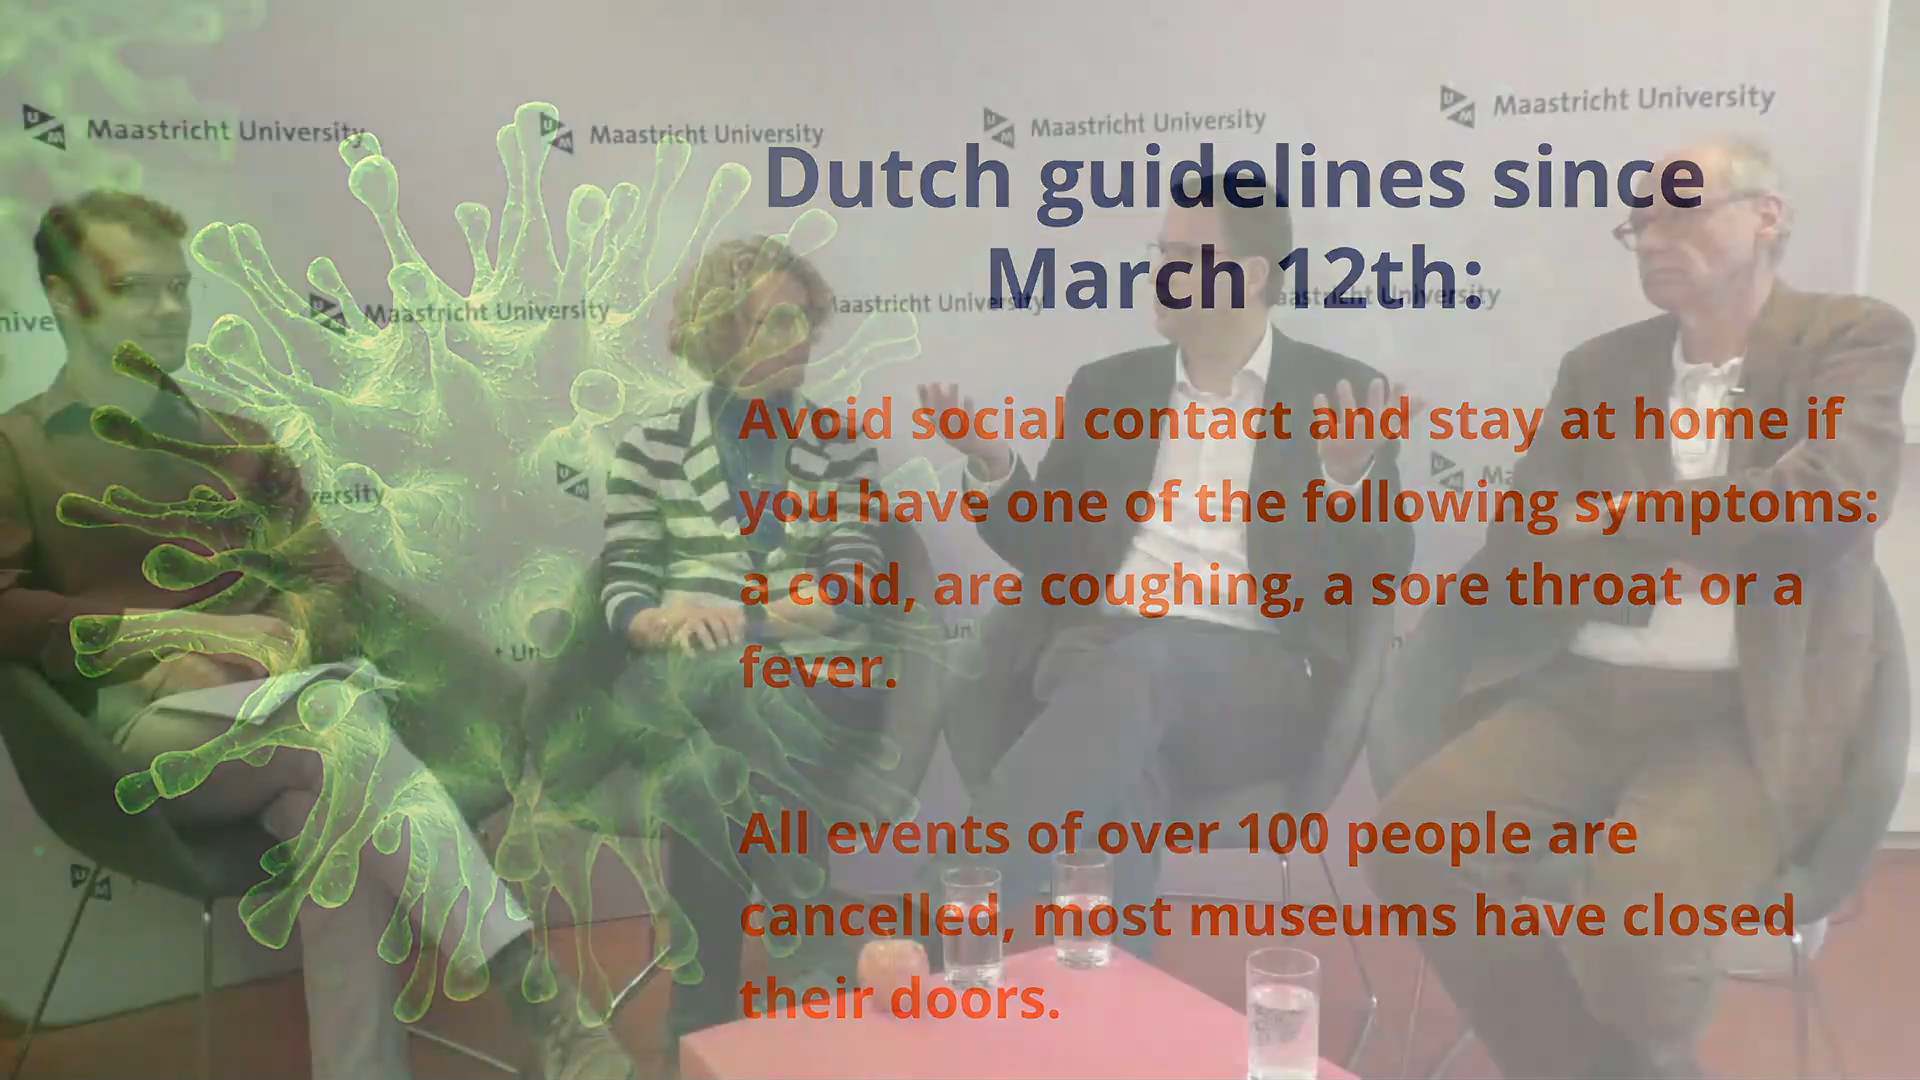 Maastricht University
Maastricht University
Maastricht University
Maastricht University
Dutch guidelines since
March 12th:
Maastricht University
Maastricht University
Avoid social contact and stay at home if
you have one of the following symptoms:
a cold, are coughing, a sore throat or a
fever.
All events of over 100 people are
cancelled, most museums have closed
their doors.